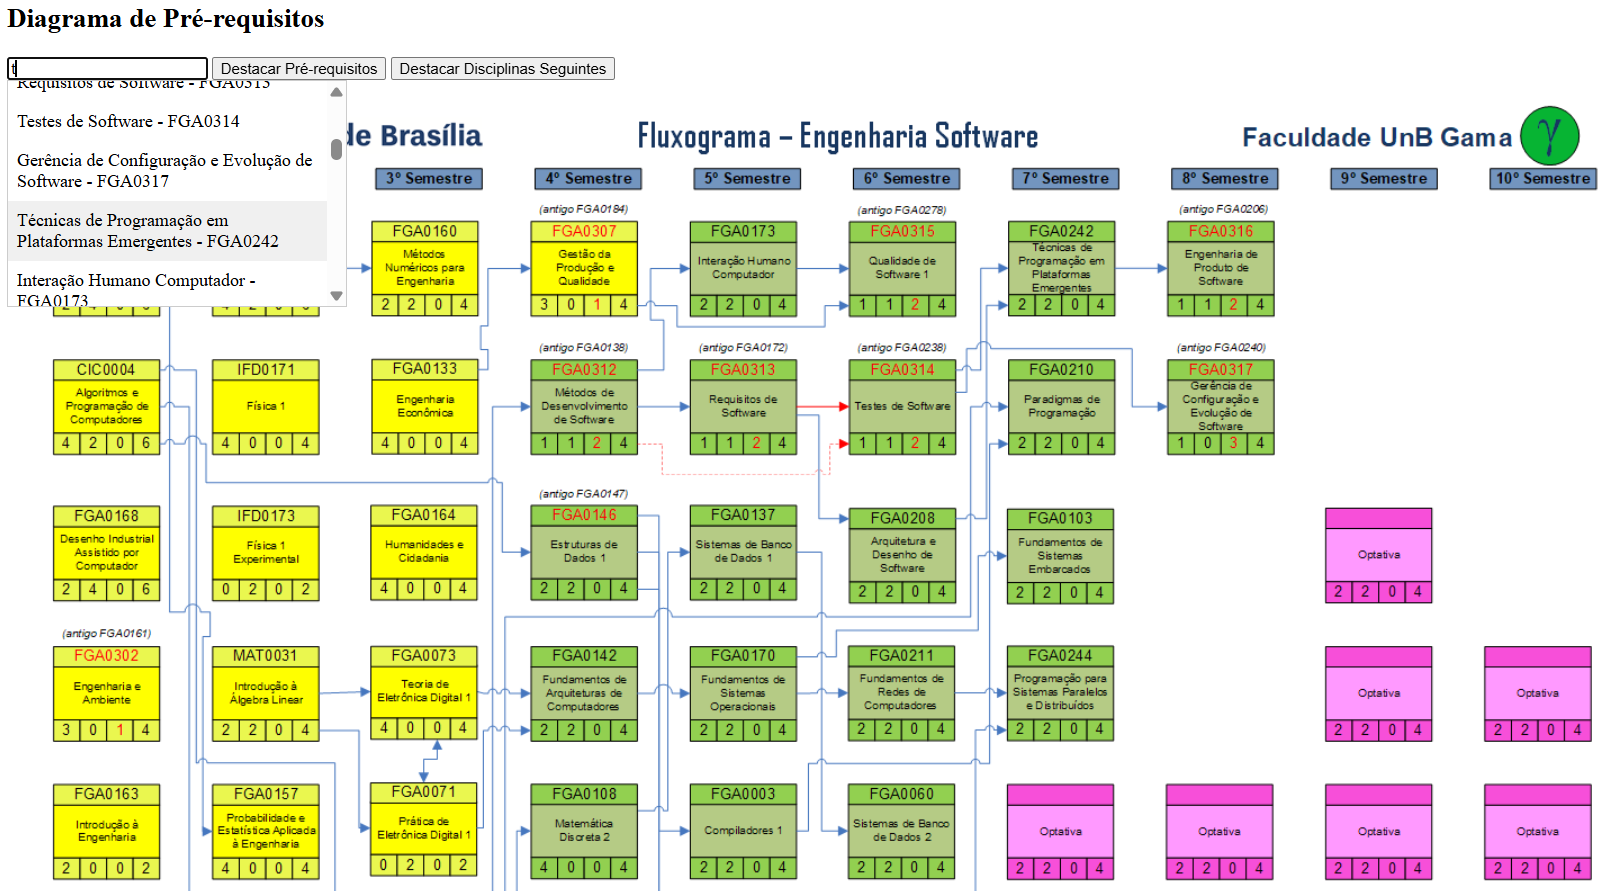 Diagrama de Pré-requisitos
t
Destacar Pré-requisitos
Destacar Disciplinas Seguintes
Requisitos de Software - FGA0313
Testes de Software - FGA0314
Gerência de Configuração e Evolução de
Software - FGA0317
Técnicas de Programação em
Plataformas Emergentes - FGA0242
Interação Humano Computador -
FGA0173
de Brasília
Fluxograma – Engenharia Software
Faculdade UnB Gama
γ
3º Semestre
4º Semestre
5º Semestre
6º Semestre
7º Semestre
8º Semestre
9º Semestre
10º Semestre
FGA0160
Métodos
Numéricos para
Engenharia
2 2 0 4
(antigo FGA0184)
FGA0307
Gestão da
Produção e
Qualidade
3 0 1 4
FGA0173
Interação Humano
Computador
2 2 0 4
(antigo FGA0278)
FGA0315
Qualidade de
Software 1
1 1 2 4
FGA0242
Técnicas de
Programação em
Plataformas
Emergentes
2 2 0 4
(antigo FGA0206)
FGA0316
Engenharia de
Produto de
Software
1 1 2 4
CIC0004
Algoritmos e
Programação de
Computadores
4 2 0 6
IFD0171
Física 1
4 0 0 4
FGA0133
Engenharia
Econômica
4 0 0 4
(antigo FGA0138)
FGA0312
Métodos de
Desenvolvimento
de Software
1 1 2 4
(antigo FGA0172)
FGA0313
Requisitos de
Software
1 1 2 4
(antigo FGA0238)
FGA0314
Testes de Software
1 1 2 4
FGA0210
Paradigmas de
Programação
2 2 0 4
(antigo FGA0240)
FGA0317
Gerência de
Configuração e
Evolução de
Software
1 0 3 4
FGA0168
Desenho Industrial
Assistido por
Computador
2 4 0 6
IFD0173
Física 1
Experimental
0 2 0 2
FGA0164
Humanidades e
Cidadania
4 0 0 4
(antigo FGA0147)
FGA0146
Estruturas de
Dados 1
2 2 0 4
FGA0137
Sistemas de Banco
de Dados 1
2 2 0 4
FGA0208
Arquitetura e
Desenho de
Software
2 2 0 4
FGA0103
Fundamentos de
Sistemas
Embarcados
2 2 0 4
Optativa
2 2 0 4
(antigo FGA0161)
FGA0302
Engenharia e
Ambiente
3 0 1 4
MAT0031
Introdução à
Álgebra Linear
2 2 0 4
FGA0073
Teoria de
Eletrônica Digital 1
4 0 0 4
FGA0142
Fundamentos de
Arquiteturas de
Computadores
2 2 0 4
FGA0170
Fundamentos de
Sistemas
Operacionais
2 2 0 4
FGA0211
Fundamentos de
Redes de
Computadores
2 2 0 4
FGA0244
Programação para
Sistemas Paralelos
e Distribuídos
2 2 0 4
Optativa
2 2 0 4
Optativa
2 2 0 4
FGA0163
Introdução à
Engenharia
2 0 0 2
FGA0157
Probabilidade e
Estatística Aplicada
à Engenharia
4 0 0 4
FGA0071
Prática de
Eletrônica Digital 1
0 2 0 2
FGA0108
Matemática
Discreta 2
4 0 0 4
FGA0003
Compiladores 1
2 2 0 4
FGA0060
Sistemas de Banco
de Dados 2
2 2 0 4
Optativa
2 2 0 4
Optativa
2 2 0 4
Optativa
2 2 0 4
Optativa
2 2 0 4